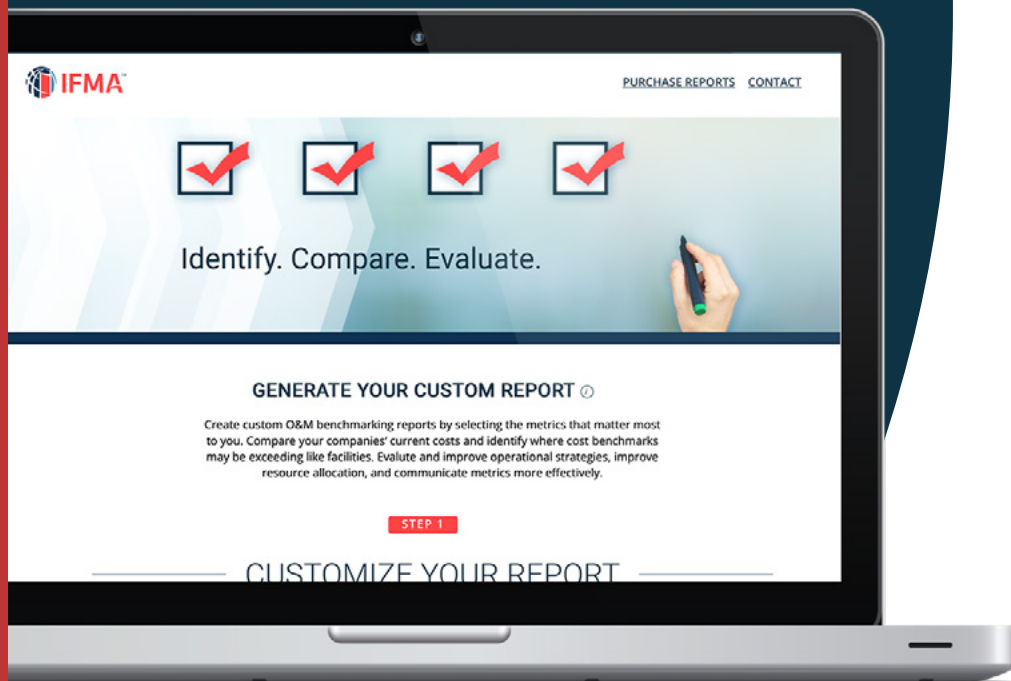 IFMA™
PURCHASE REPORTS CONTACT
Identify. Compare. Evaluate.
GENERATE YOUR CUSTOM REPORT
Create custom O&M benchmarking reports by selecting the metrics that matter most
to you. Compare your companies' current costs and identify where cost benchmarks
may be exceeding like facilities. Evalute and improve operational strategies, improve
resource allocation, and communicate metrics more effectively.
STEP 1
CUSTOMIZE YOUR REPORT